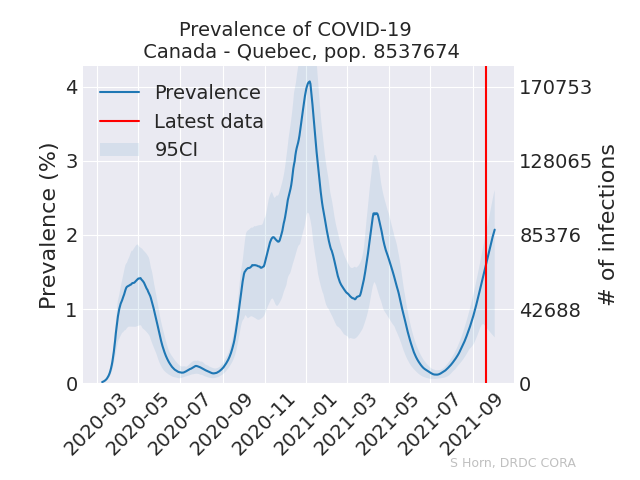 Prevalence of COVID-19
Canada - Quebec, pop. 8537674
Prevalence
Latest data
95CI
Prevalence (%)
4
3
2
1
0
170753
128065
85376
42688
0
# of infections
2020-03
2020-05
2020-07
2020-09
2020-11
2021-01
2021-03
2021-05
2021-07
2021-09
S Horn, DRDC CORA